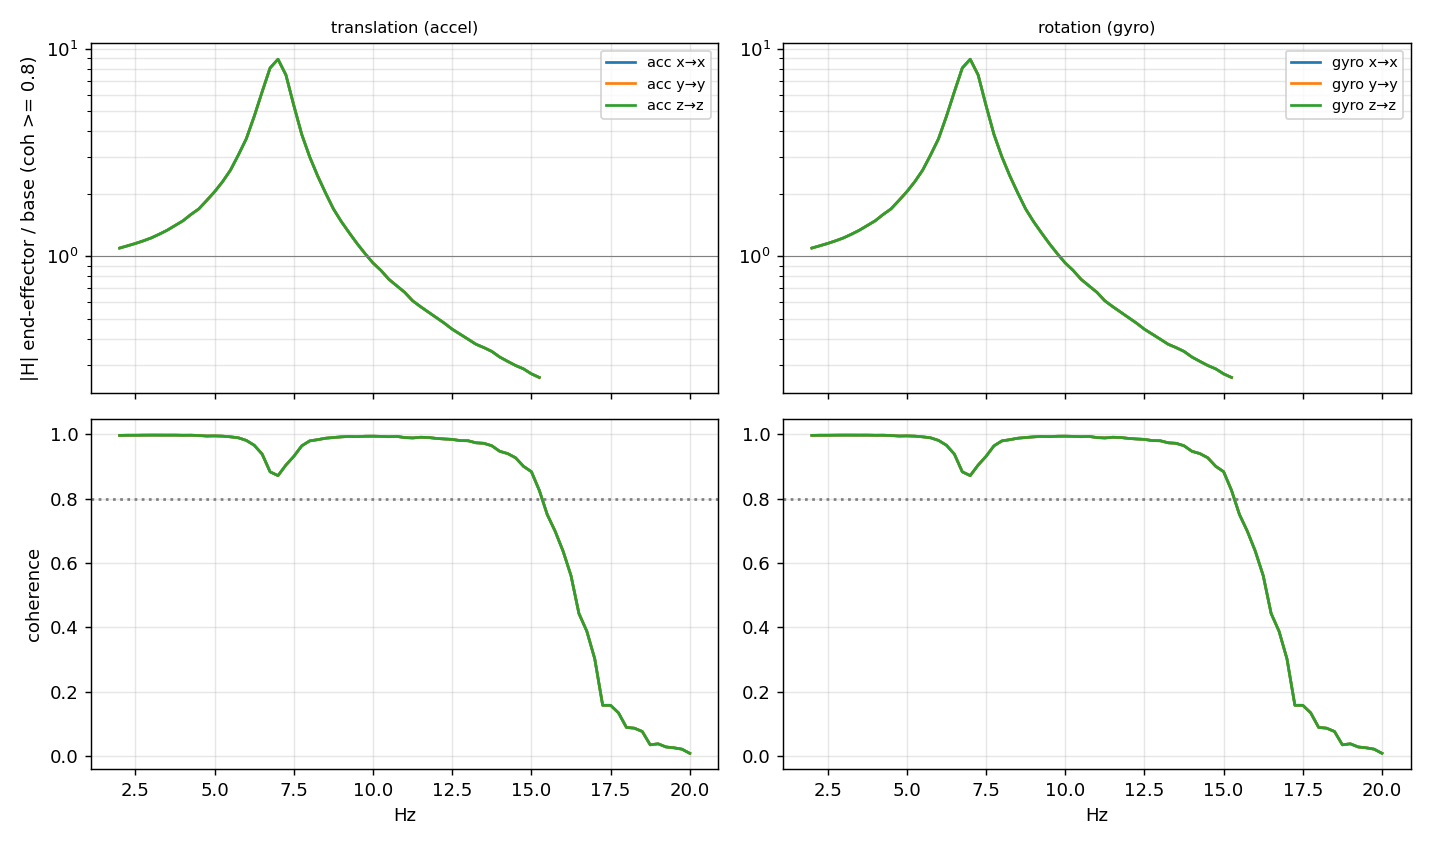 translation (accel)
rotation (gyro)
|H| end-effector / base (coh >= 0.8)
10¹
10⁰
acc x→x
acc y→y
acc z→z
10¹
10⁰
gyro x→x
gyro y→y
gyro z→z
coherence
1.0
0.8
0.6
0.4
0.2
0.0
2.5 5.0 7.5 10.0 12.5 15.0 17.5 20.0
Hz
1.0
0.8
0.6
0.4
0.2
0.0
2.5 5.0 7.5 10.0 12.5 15.0 17.5 20.0
Hz